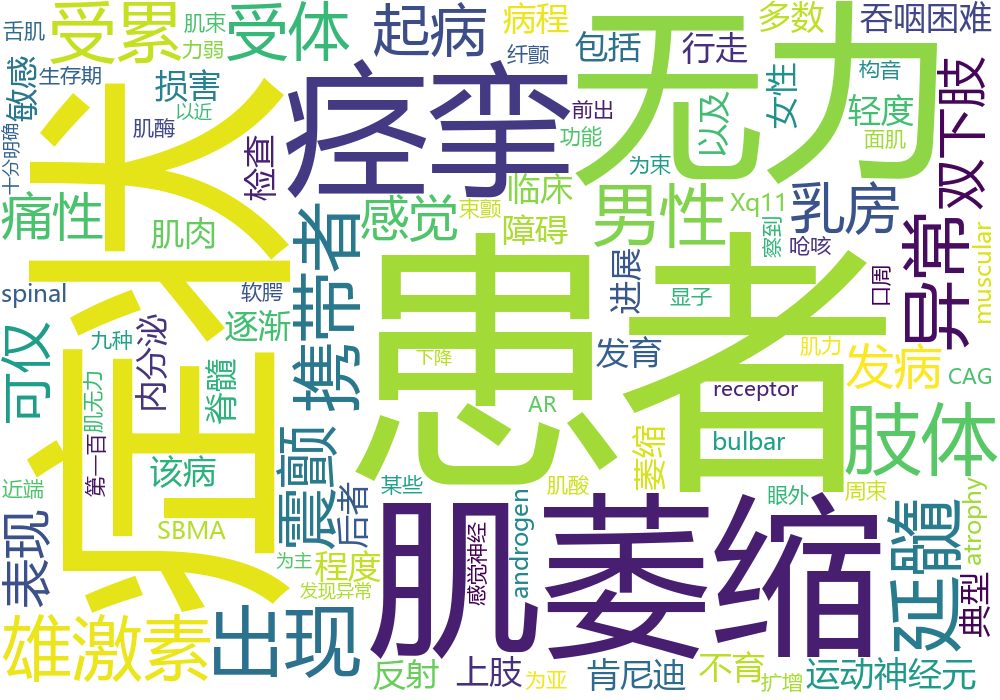 舌肌
肌束
力弱
受累
受体
起病
病程
纤颤
包括
行走
多数
吞咽困难
敏感
生存期
损害
以近
肌酶
十分明确
检查
痉挛
前出
功能
为束
以及
无力
女性
构音
轻度
面肌
双下肢
症状
痛性
肌肉
携带者
感觉
临床
障碍
束颤
男性
Xq11
察到
呛咳
乳房
异常
muscular
spinal
软腭
九种
逐渐
内分泌
可仅
肌无力
脊髓
患者
下降
AR
进展
显子
发育
receptor
口周
肌力
发病
CAG
第一百
该病
震颤
后者
近端
SBMA
表现
某些
肌酸
bulbar
萎缩
眼外
周束
肢体
延髓
atrophy
典型
雄激素
出现
为主
程度
发现异常
肌萎缩
感觉神经
androgen
反射
上肢
为亚
肯尼迪
不育
扩增
运动神经元